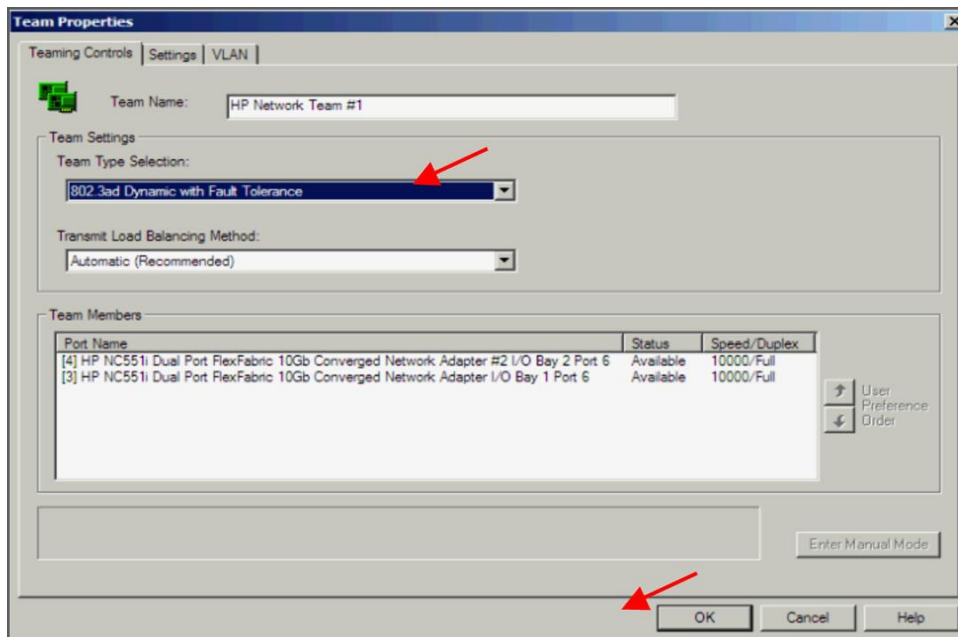 Team Properties
Teaming Controls Settings VLAN
Team Name: HP Network Team #1
Team Settings
Team Type Selection:
802.3ad Dynamic with Fault Tolerance
Transmit Load Balancing Method:
Automatic (Recommended)
Team Members
Port Name Status Speed/Duplex
[4] HP NC551i Dual Port FlexFabric 10Gb Converged Network Adapter #2 I/O Bay 2 Port 6 Available 10000/Full
[3] HP NC551i Dual Port FlexFabric 10Gb Converged Network Adapter I/O Bay 1 Port 6 Available 10000/Full
User
Preference
Order
Enter Manual Mode
OK Cancel Help